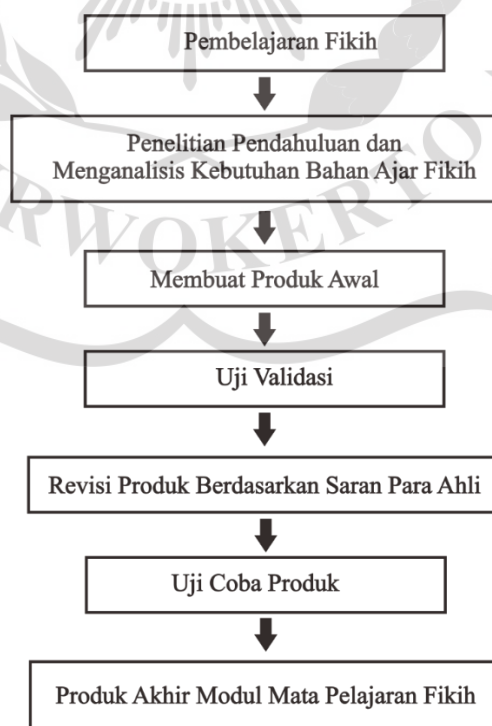 Pembelajaran Fikih
Penelitian Pendahuluan dan
Menganalisis Kebutuhan Bahan Ajar Fikih
RWOKERTO
Membuat Produk Awal
Uji Validasi
Revisi Produk Berdasarkan Saran Para Ahli
Uji Coba Produk
Produk Akhir Modul Mata Pelajaran Fikih